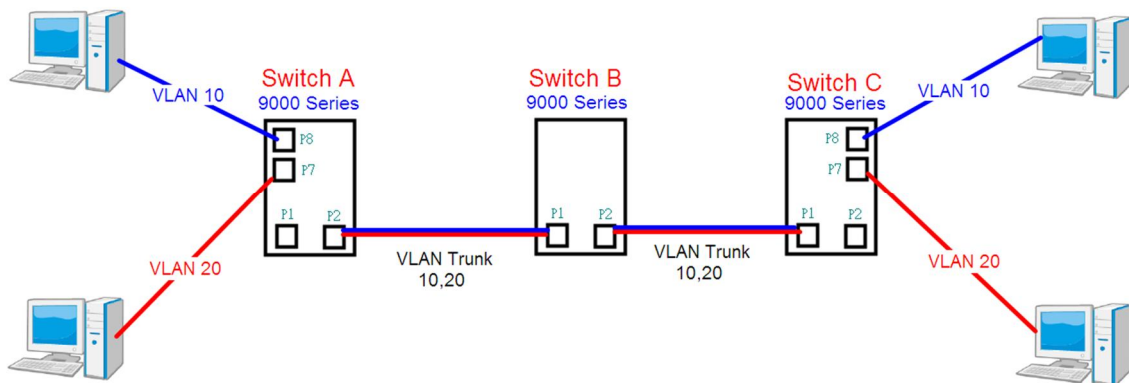 Switch A
9000 Series
Switch B
9000 Series
Switch C
9000 Series
VLAN 10
VLAN 10
P8
P7
P8
P7
P1
P2
P1
P2
P1
P2
VLAN 20
VLAN Trunk
10,20
VLAN Trunk
10,20
VLAN 20